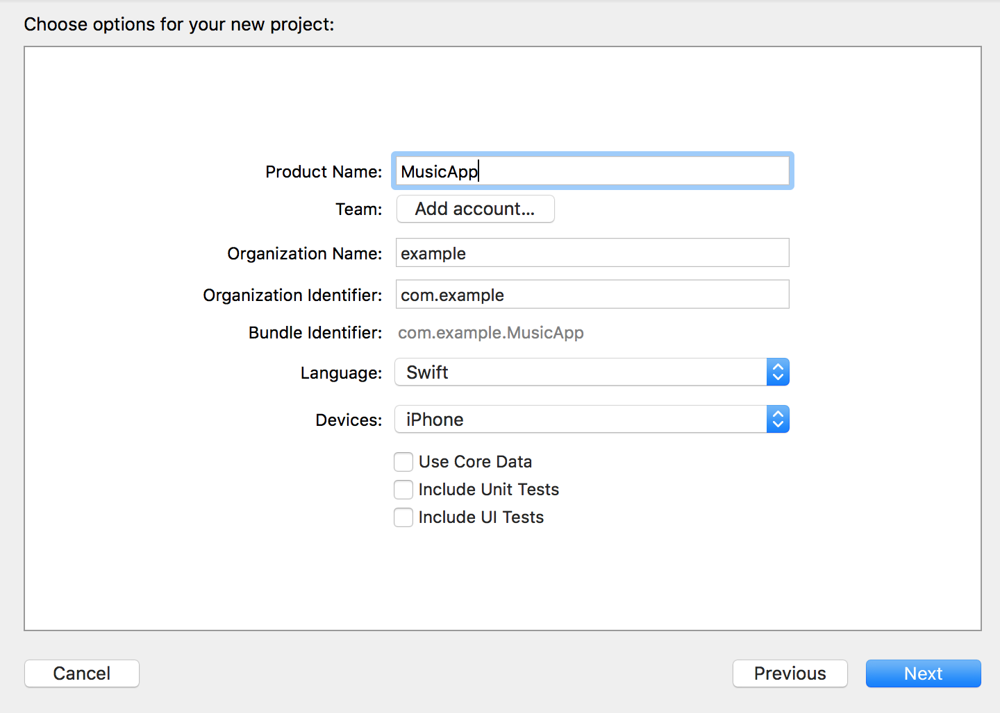 Choose options for your new project:
Product Name: MusicApp
Team: Add account...
Organization Name: example
Organization Identifier: com.example
Bundle Identifier: com.example.MusicApp
Language: Swift
Devices: iPhone
Use Core Data
Include Unit Tests
Include UI Tests
Cancel Previous Next